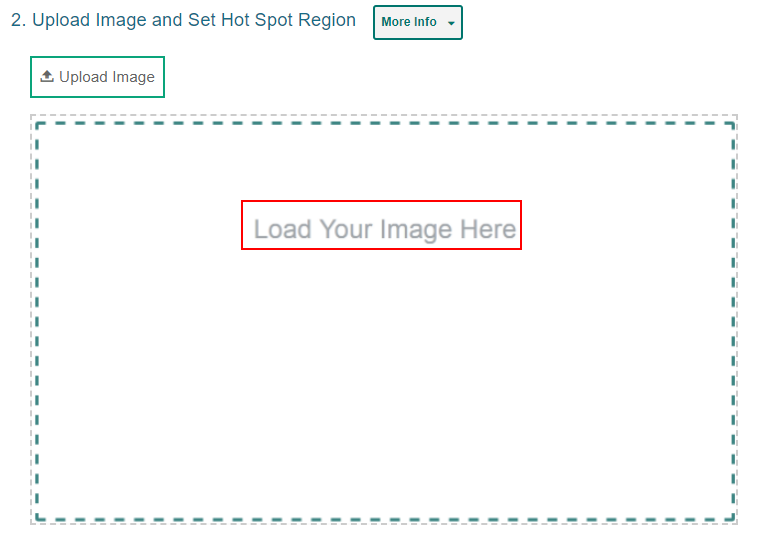 2. Upload Image and Set Hot Spot Region More Info
Upload Image
Load Your Image Here